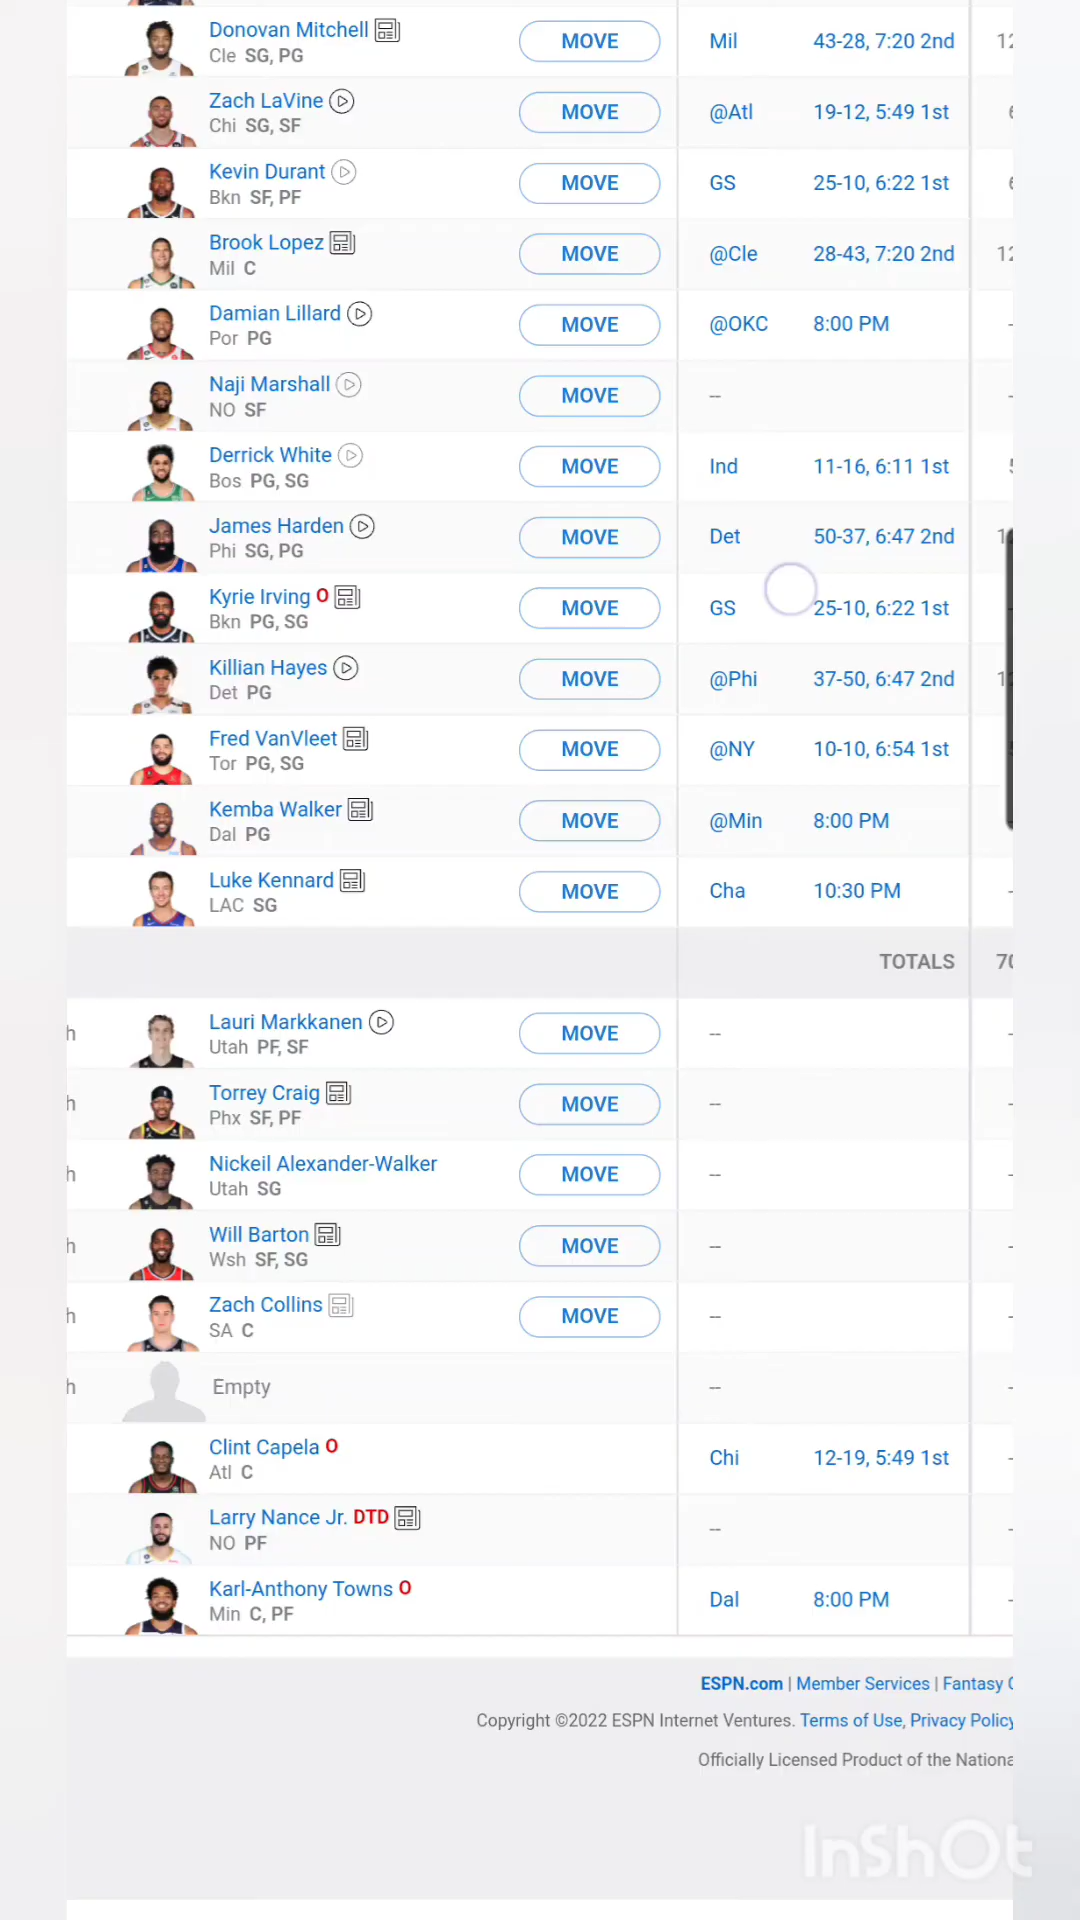 Donovan Mitchell
Cle SG, PG
MOVE
Mil
43-28, 7:20 2nd
Zach LaVine
Chi SG, SF
MOVE
@Atl
19-12, 5:49 1st
Kevin Durant
Bkn SF, PF
MOVE
GS
25-10, 6:22 1st
Brook Lopez
Mil C
MOVE
@Cle
28-43, 7:20 2nd
Damian Lillard
Por PG
MOVE
@OKC
8:00 PM
Naji Marshall
NO SF
MOVE
--
Derrick White
Bos PG, SG
MOVE
Ind
11-16, 6:11 1st
James Harden
Phi SG, PG
MOVE
Det
50-37, 6:47 2nd
Kyrie Irving O
Bkn PG, SG
MOVE
GS
25-10, 6:22 1st
Killian Hayes
Det PG
MOVE
@Phi
37-50, 6:47 2nd
Fred VanVleet
Tor PG, SG
MOVE
@NY
10-10, 6:54 1st
Kemba Walker
Dal PG
MOVE
@Min
8:00 PM
Luke Kennard
LAC SG
MOVE
Cha
10:30 PM
TOTALS
Lauri Markkanen
Utah PF, SF
MOVE
--
Torrey Craig
Phx SF, PF
MOVE
--
Nickeil Alexander-Walker
Utah SG
MOVE
--
Will Barton
Wsh SF, SG
MOVE
--
Zach Collins
SA C
MOVE
--
Empty
--
Clint Capela O
Atl C
Chi
12-19, 5:49 1st
Larry Nance Jr. DTD
NO PF
--
Karl-Anthony Towns O
Min C, PF
Dal
8:00 PM
ESPN.com | Member Services | Fantasy
Copyright ©2022 ESPN Internet Ventures. Terms of Use, Privacy Policy
Officially Licensed Product of the Nationa
InShOt